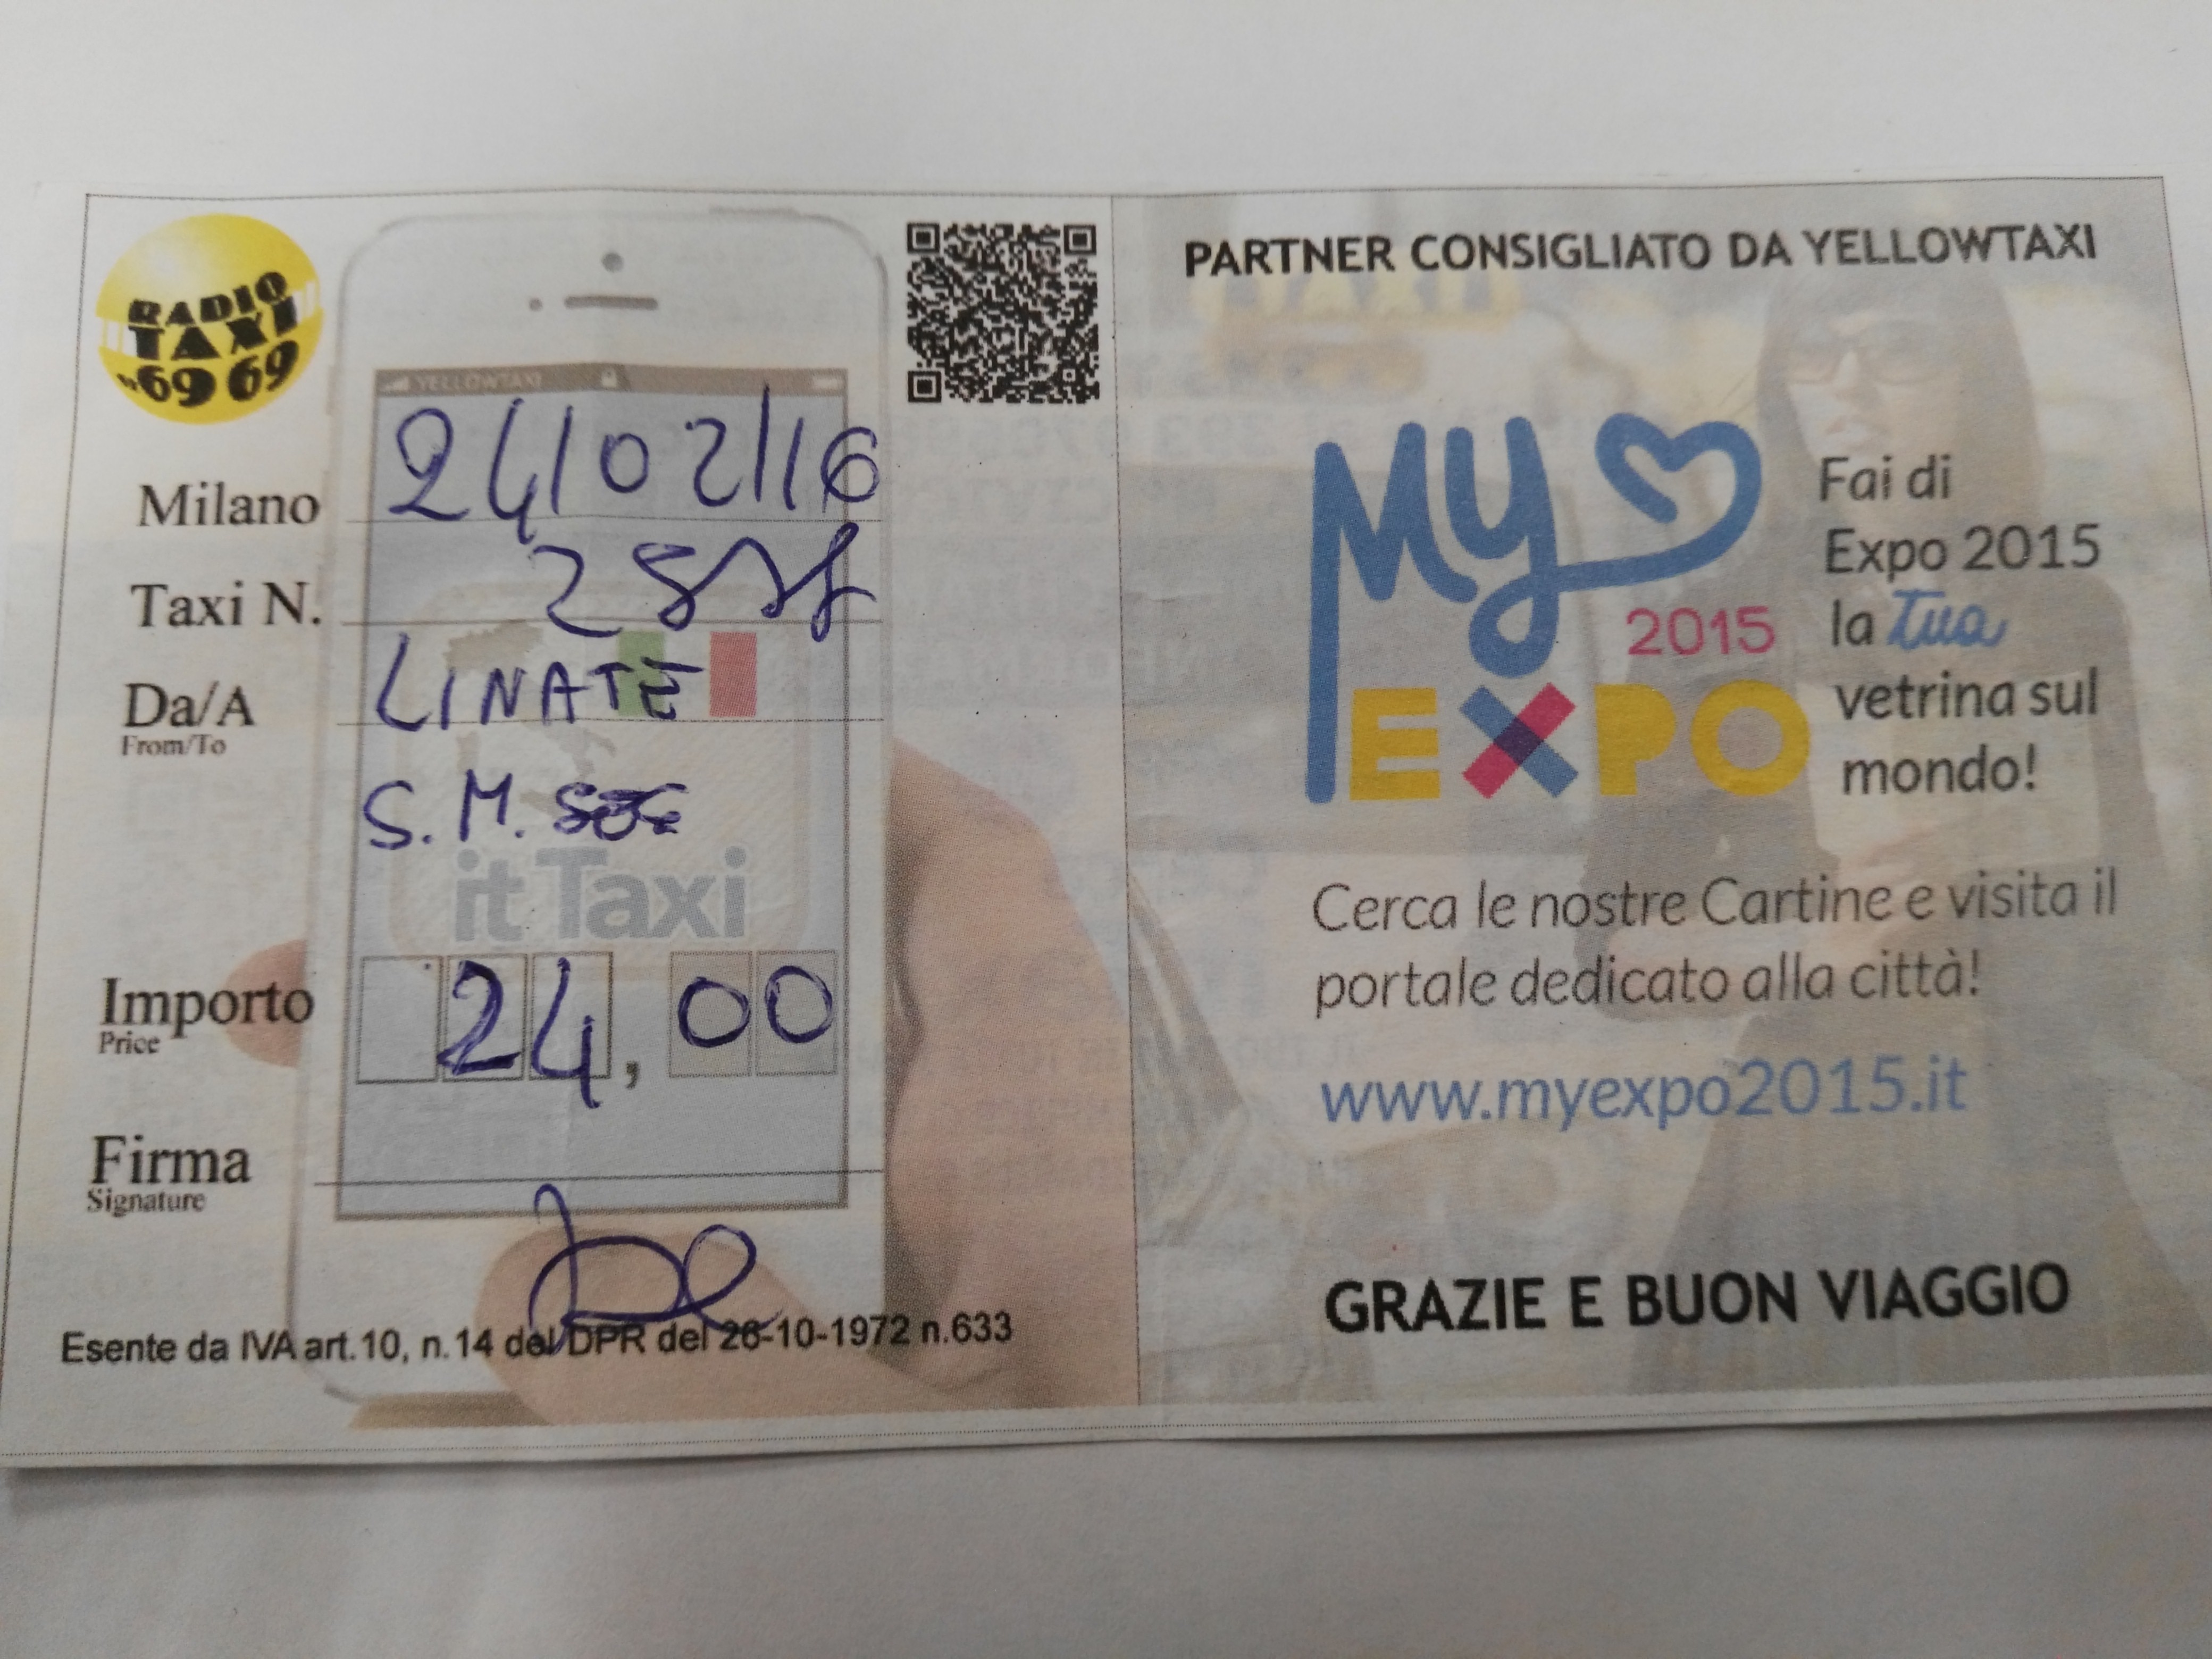 RADIO
TAXI
6969
YELLOWTAXI
Milano 24/02/16
Taxi N.
Da/A LINATE
From/To
S. M.
it Taxi
Importo 24,00
Price
Firma
Signature
Esente da IVA art.10, n.14 del DPR del 26-10-1972 n.633
PARTNER CONSIGLIATO DA YELLOWTAXI
MY
2015
EXPO
Fai di
Expo 2015
la tua
vetrina sul
mondo!
Cerca le nostre Cartine e visita il
portale dedicato alla città!
www.myexpo2015.it
GRAZIE E BUON VIAGGIO